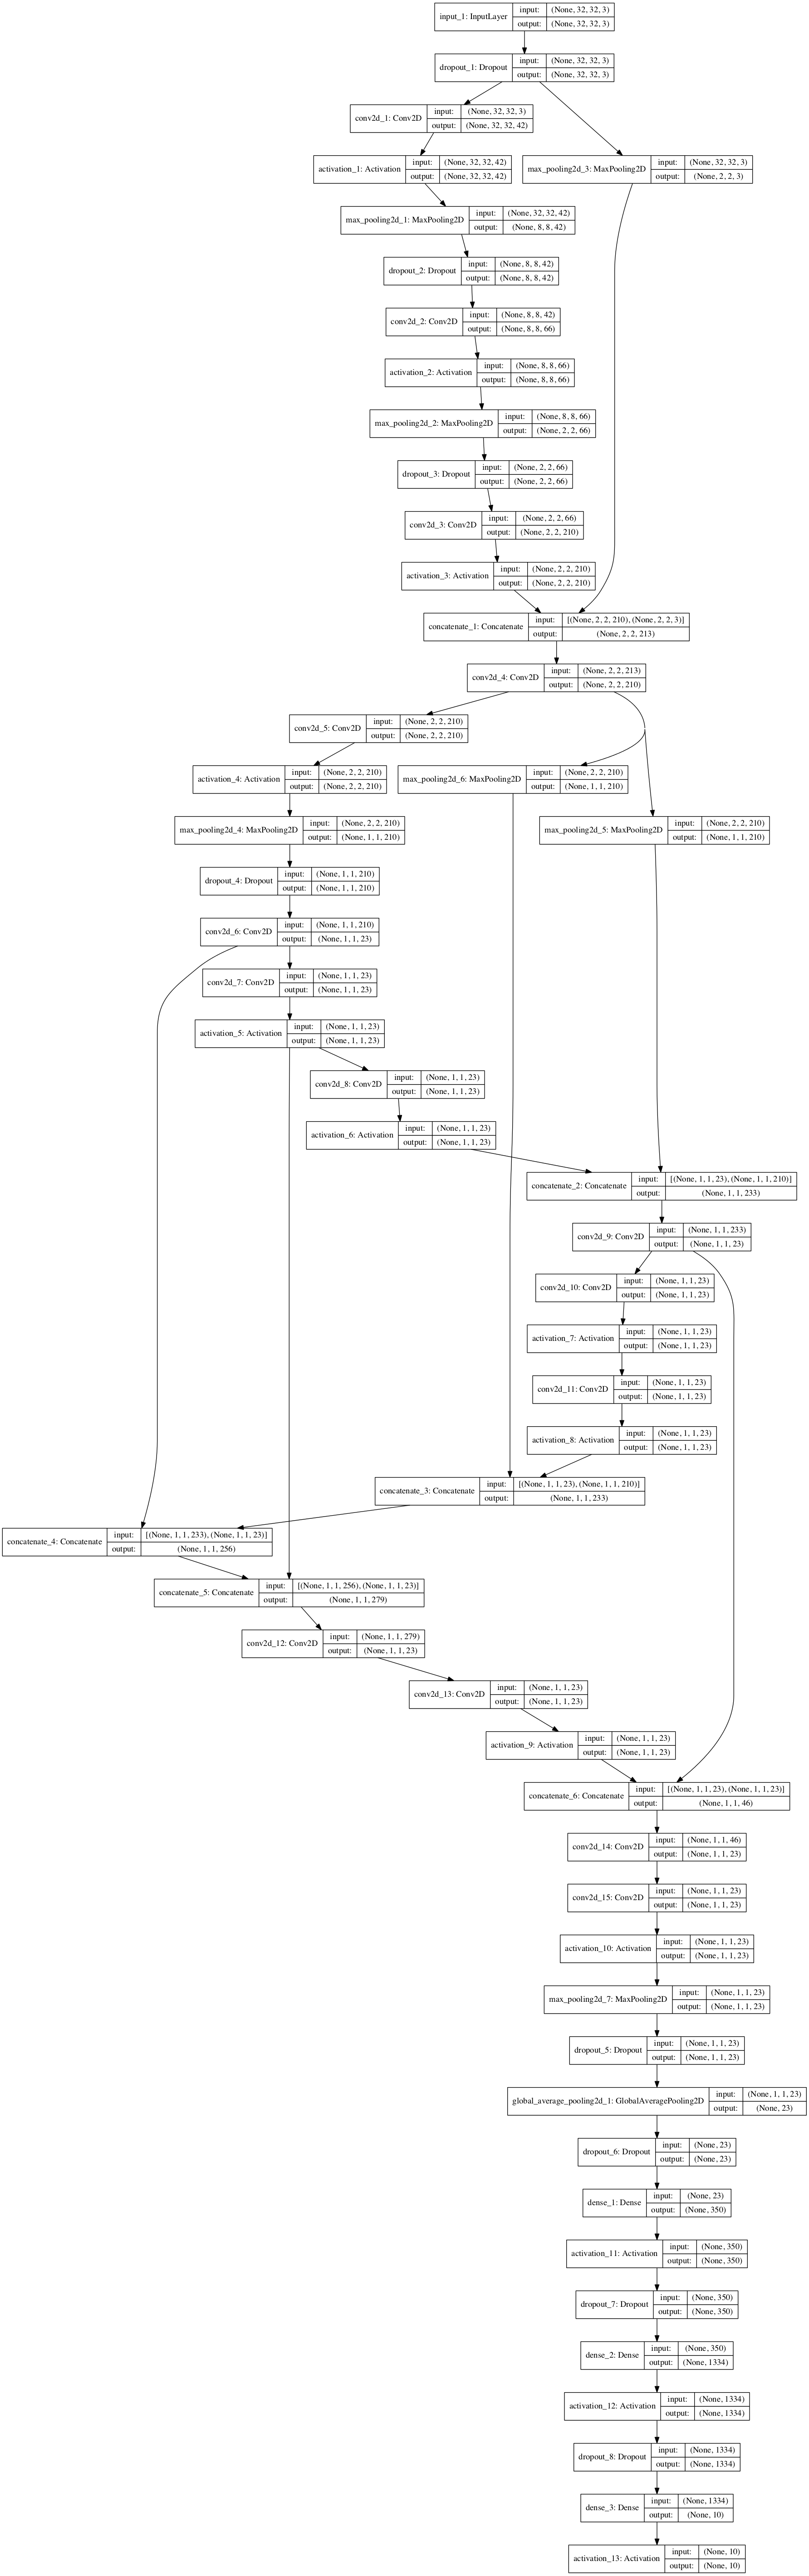 input_1: InputLayer
input: (None, 32, 32, 3)
output: (None, 32, 32, 3)
dropout_1: Dropout
input: (None, 32, 32, 3)
output: (None, 32, 32, 3)
conv2d_1: Conv2D
input: (None, 32, 32, 3)
output: (None, 32, 32, 42)
activation_1: Activation
input: (None, 32, 32, 42)
output: (None, 32, 32, 42)
max_pooling2d_3: MaxPooling2D
input: (None, 32, 32, 3)
output: (None, 2, 2, 3)
max_pooling2d_1: MaxPooling2D
input: (None, 32, 32, 42)
output: (None, 8, 8, 42)
dropout_2: Dropout
input: (None, 8, 8, 42)
output: (None, 8, 8, 42)
conv2d_2: Conv2D
input: (None, 8, 8, 42)
output: (None, 8, 8, 66)
activation_2: Activation
input: (None, 8, 8, 66)
output: (None, 8, 8, 66)
max_pooling2d_2: MaxPooling2D
input: (None, 8, 8, 66)
output: (None, 2, 2, 66)
dropout_3: Dropout
input: (None, 2, 2, 66)
output: (None, 2, 2, 66)
conv2d_3: Conv2D
input: (None, 2, 2, 66)
output: (None, 2, 2, 210)
activation_3: Activation
input: (None, 2, 2, 210)
output: (None, 2, 2, 210)
concatenate_1: Concatenate
input: [(None, 2, 2, 210), (None, 2, 2, 3)]
output: (None, 2, 2, 213)
conv2d_4: Conv2D
input: (None, 2, 2, 213)
output: (None, 2, 2, 210)
conv2d_5: Conv2D
input: (None, 2, 2, 210)
output: (None, 2, 2, 210)
activation_4: Activation
input: (None, 2, 2, 210)
output: (None, 2, 2, 210)
max_pooling2d_6: MaxPooling2D
input: (None, 2, 2, 210)
output: (None, 1, 1, 210)
max_pooling2d_4: MaxPooling2D
input: (None, 2, 2, 210)
output: (None, 1, 1, 210)
max_pooling2d_5: MaxPooling2D
input: (None, 2, 2, 210)
output: (None, 1, 1, 210)
dropout_4: Dropout
input: (None, 1, 1, 210)
output: (None, 1, 1, 210)
conv2d_6: Conv2D
input: (None, 1, 1, 210)
output: (None, 1, 1, 23)
conv2d_7: Conv2D
input: (None, 1, 1, 23)
output: (None, 1, 1, 23)
activation_5: Activation
input: (None, 1, 1, 23)
output: (None, 1, 1, 23)
conv2d_8: Conv2D
input: (None, 1, 1, 23)
output: (None, 1, 1, 23)
activation_6: Activation
input: (None, 1, 1, 23)
output: (None, 1, 1, 23)
concatenate_2: Concatenate
input: [(None, 1, 1, 23), (None, 1, 1, 210)]
output: (None, 1, 1, 233)
conv2d_9: Conv2D
input: (None, 1, 1, 233)
output: (None, 1, 1, 23)
conv2d_10: Conv2D
input: (None, 1, 1, 23)
output: (None, 1, 1, 23)
activation_7: Activation
input: (None, 1, 1, 23)
output: (None, 1, 1, 23)
conv2d_11: Conv2D
input: (None, 1, 1, 23)
output: (None, 1, 1, 23)
activation_8: Activation
input: (None, 1, 1, 23)
output: (None, 1, 1, 23)
concatenate_3: Concatenate
input: [(None, 1, 1, 23), (None, 1, 1, 210)]
output: (None, 1, 1, 233)
concatenate_4: Concatenate
input: [(None, 1, 1, 233), (None, 1, 1, 23)]
output: (None, 1, 1, 256)
concatenate_5: Concatenate
input: [(None, 1, 1, 256), (None, 1, 1, 23)]
output: (None, 1, 1, 279)
conv2d_12: Conv2D
input: (None, 1, 1, 279)
output: (None, 1, 1, 23)
conv2d_13: Conv2D
input: (None, 1, 1, 23)
output: (None, 1, 1, 23)
activation_9: Activation
input: (None, 1, 1, 23)
output: (None, 1, 1, 23)
concatenate_6: Concatenate
input: [(None, 1, 1, 23), (None, 1, 1, 23)]
output: (None, 1, 1, 46)
conv2d_14: Conv2D
input: (None, 1, 1, 46)
output: (None, 1, 1, 23)
conv2d_15: Conv2D
input: (None, 1, 1, 23)
output: (None, 1, 1, 23)
activation_10: Activation
input: (None, 1, 1, 23)
output: (None, 1, 1, 23)
max_pooling2d_7: MaxPooling2D
input: (None, 1, 1, 23)
output: (None, 1, 1, 23)
dropout_5: Dropout
input: (None, 1, 1, 23)
output: (None, 1, 1, 23)
global_average_pooling2d_1: GlobalAveragePooling2D
input: (None, 1, 1, 23)
output: (None, 23)
dropout_6: Dropout
input: (None, 23)
output: (None, 23)
dense_1: Dense
input: (None, 23)
output: (None, 350)
activation_11: Activation
input: (None, 350)
output: (None, 350)
dropout_7: Dropout
input: (None, 350)
output: (None, 350)
dense_2: Dense
input: (None, 350)
output: (None, 1334)
activation_12: Activation
input: (None, 1334)
output: (None, 1334)
dropout_8: Dropout
input: (None, 1334)
output: (None, 1334)
dense_3: Dense
input: (None, 1334)
output: (None, 10)
activation_13: Activation
input: (None, 10)
output: (None, 10)